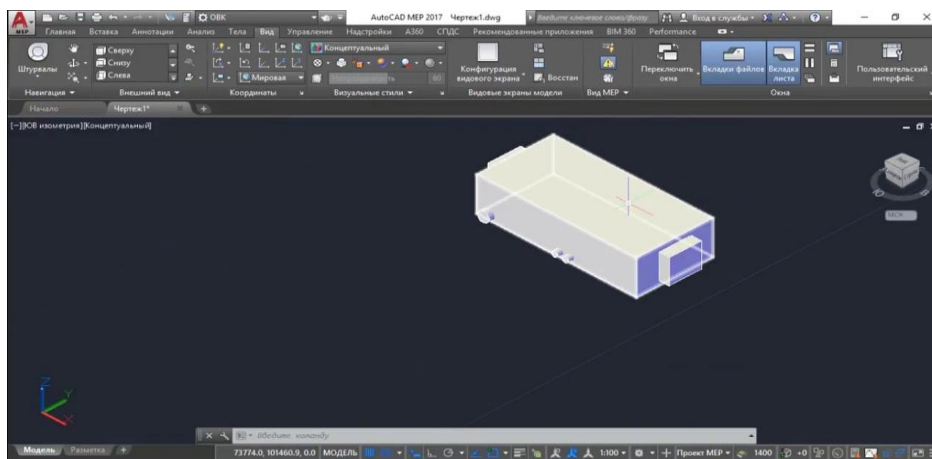 ОВК
AutoCAD MEP 2017 Чертеж1.dwg
Введите ключевое слово/фразу
Вход в службы
MEP
Главная Вставка Аннотации Анализ Тела Вид Управление Надстройки A360 СПДС Рекомендованные приложения BIM 360 Performance
Штурвалы
Сверху
Снизу
Слева
Концептуальный
Мировая
60
Конфигурация видового экрана
Восстан
Переключить окна
Вкладки файлов
Вкладка листа
Пользовательский интерфейс
Навигация Внешний вид Координаты Визуальные стили Видовые экраны модели Вид MEP Окна
Начало Чертеж1*
[−][ЮВ изометрия][Концептуальный]
МСК
Z
Y
X
Введите команду
Модель Разметка
73774.0, 101460.9, 0.0 МОДЕЛЬ 1:100 Проект MEP 1400 +0